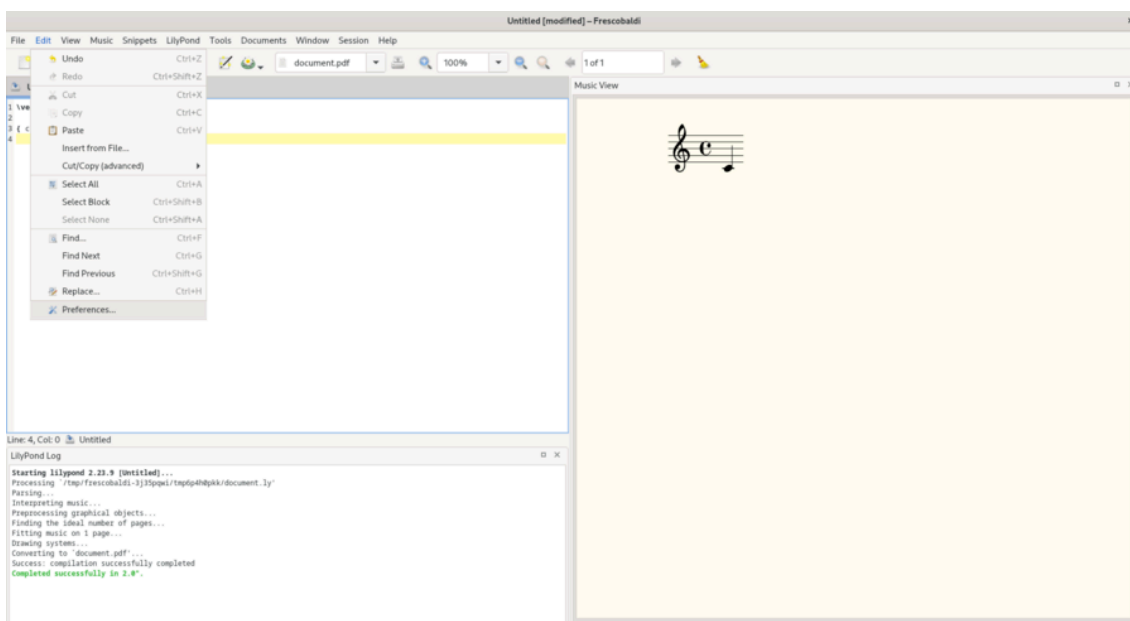 Untitled [modified] – Frescobaldi
File Edit View Music Snippets LilyPond Tools Documents Window Session Help
document.pdf 100% 1 of 1
Undo Ctrl+Z
Redo Ctrl+Shift+Z
Cut Ctrl+X
Copy Ctrl+C
Paste Ctrl+V
Insert from File...
Cut/Copy (advanced)
Select All Ctrl+A
Select Block Ctrl+Shift+B
Select None Ctrl+Shift+A
Find... Ctrl+F
Find Next Ctrl+G
Find Previous Ctrl+Shift+G
Replace... Ctrl+H
Preferences...
1 \ve
2
3 { c
4
Music View
Line: 4, Col: 0 Untitled
LilyPond Log
Starting lilypond 2.23.9 [Untitled]...
Processing `/tmp/frescobaldi-3j35pqwi/tmp6p4h0pkk/document.ly'
Parsing...
Interpreting music...
Preprocessing graphical objects...
Finding the ideal number of pages...
Fitting music on 1 page...
Drawing systems...
Converting to `document.pdf'...
Success: compilation successfully completed
Completed successfully in 2.0".